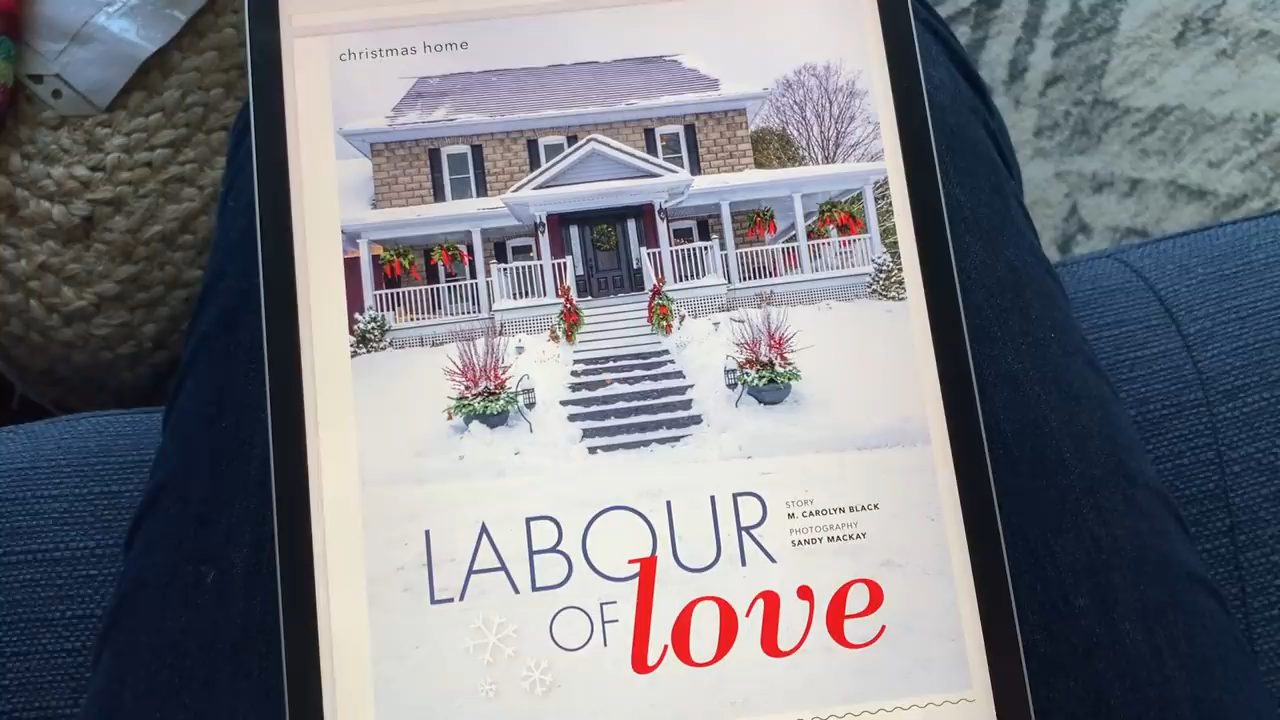 christmas home
LABOUR
OF love
STORY
M. CAROLYN BLACK
PHOTOGRAPHY
SANDY MACKAY